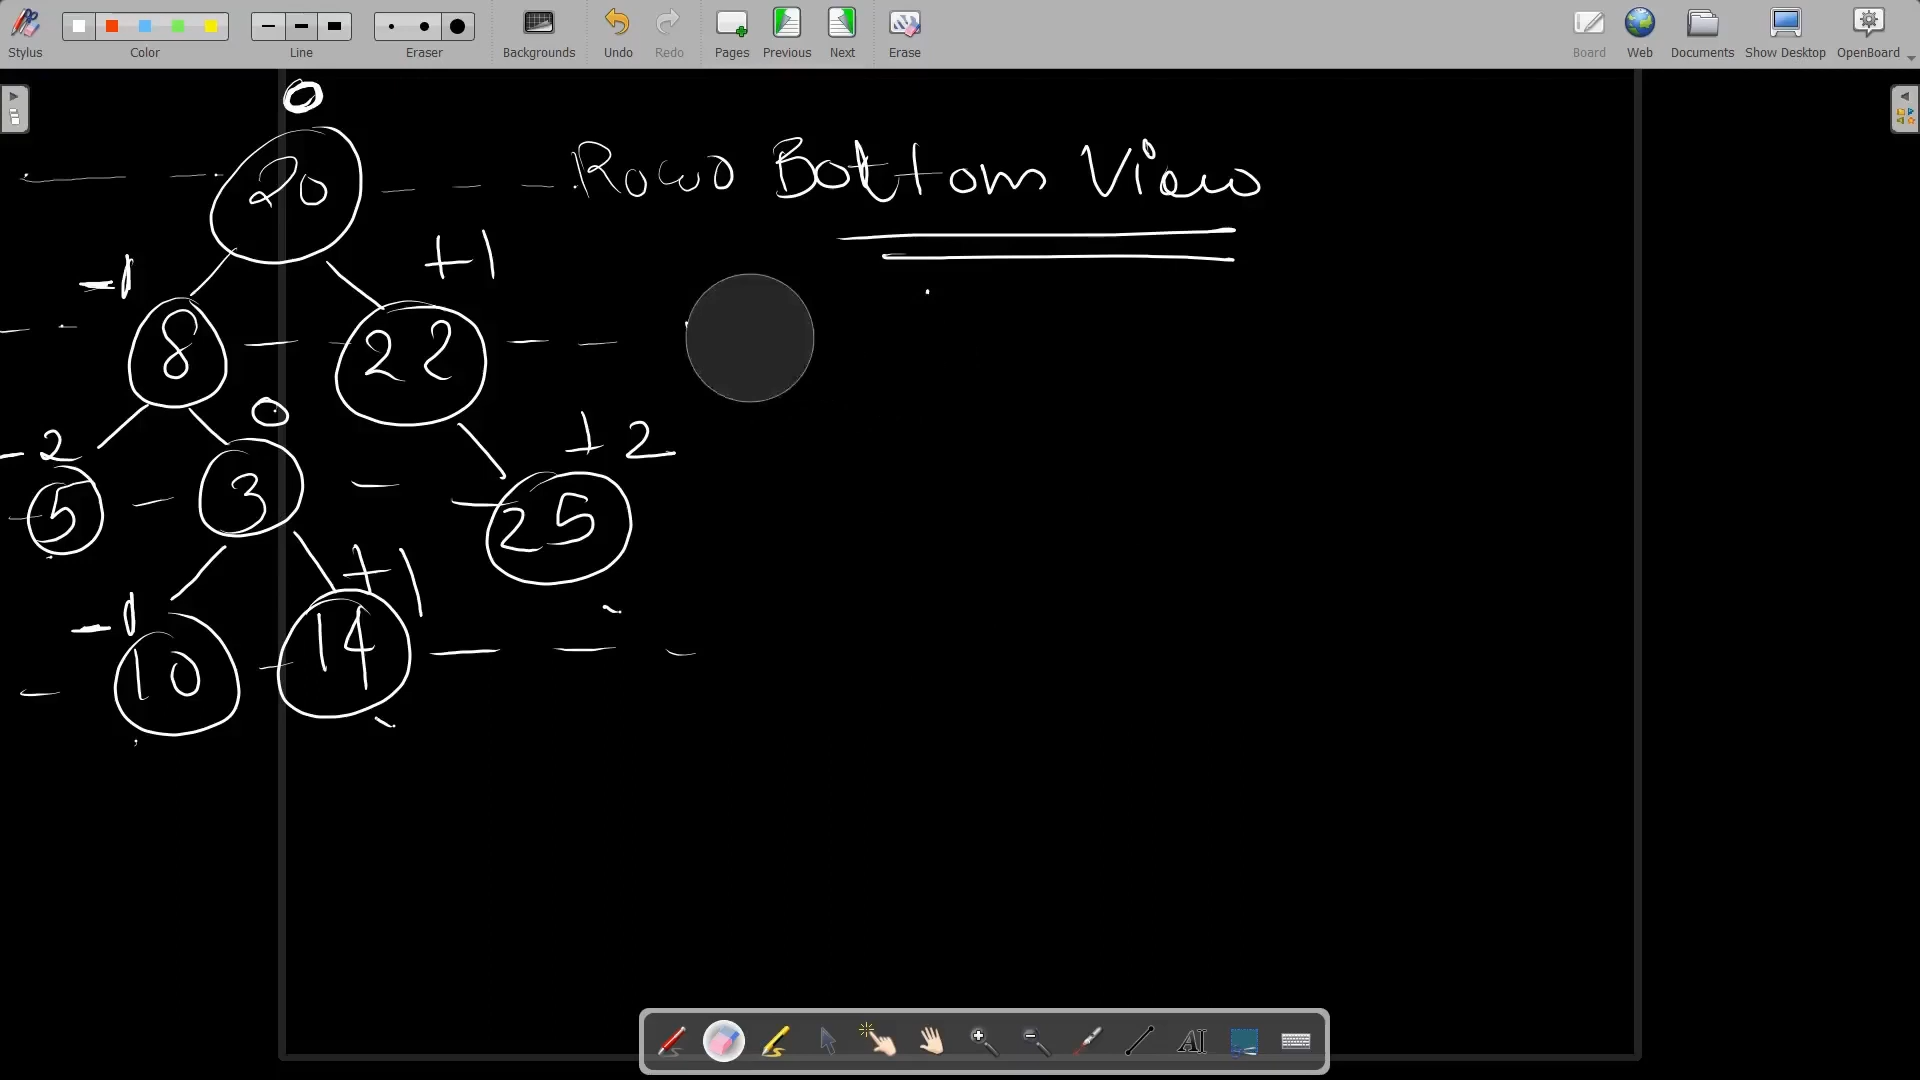 Stylus Color Line Eraser Backgrounds Undo Redo Pages Previous Next Erase Board Web Documents Show Desktop OpenBoard
0
20 Row Bottom View
-1 +1
8 22
-2 0 +2
5 3 25
-1 +1
10 14
AI